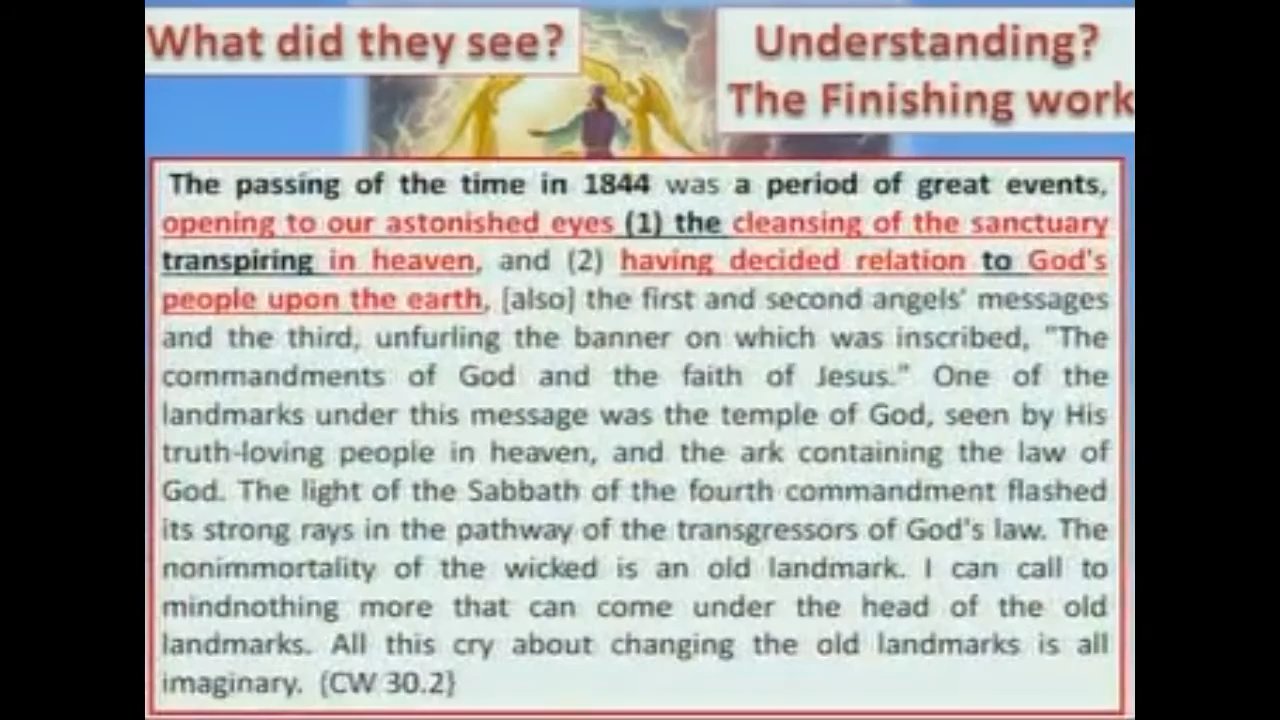 What did they see?
Understanding?
The Finishing work
The passing of the time in 1844 was a period of great events,
opening to our astonished eyes (1) the cleansing of the sanctuary
transpiring in heaven, and (2) having decided relation to God's
people upon the earth, [also] the first and second angels' messages
and the third, unfurling the banner on which was inscribed, "The
commandments of God and the faith of Jesus." One of the
landmarks under this message was the temple of God, seen by His
truth-loving people in heaven, and the ark containing the law of
God. The light of the Sabbath of the fourth commandment flashed
its strong rays in the pathway of the transgressors of God's law. The
nonimmortality of the wicked is an old landmark. I can call to
mindnothing more that can come under the head of the old
landmarks. All this cry about changing the old landmarks is all
imaginary. {CW 30.2}